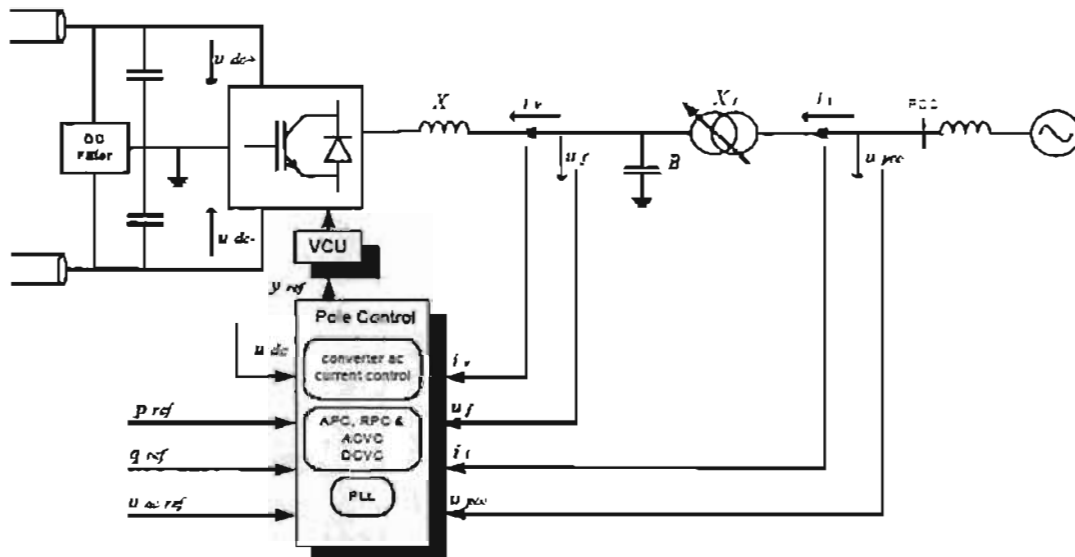 u dc+
X
i v
X t
i t
PCC
DC
Filter
u f
B
u pcc
u dc-
VCU
y ref
Pole Control
u dc
converter ac
current control
i v
p ref
APC, RPC &
ACVC
DCVC
u f
q ref
i t
PLL
u ac ref
u pcc